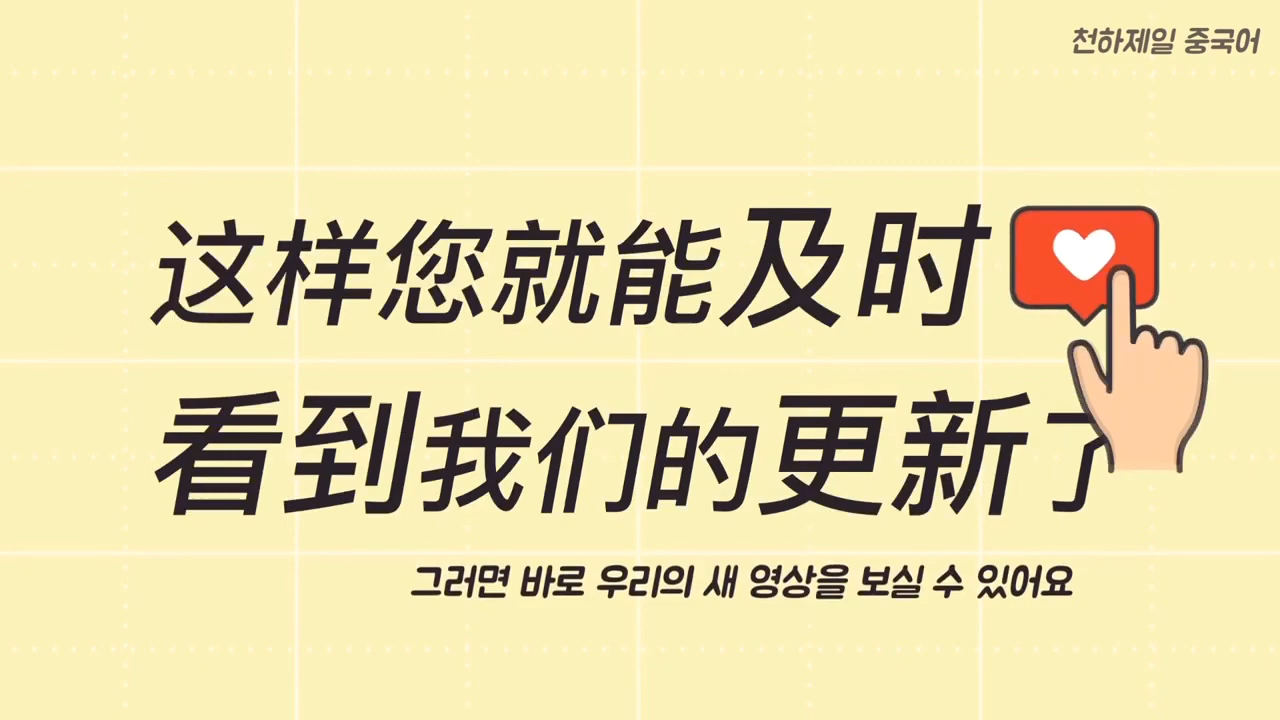 천하제일 중국어
这样您就能及时
看到我们的更新了
그러면 바로 우리의 새 영상을 보실 수 있어요